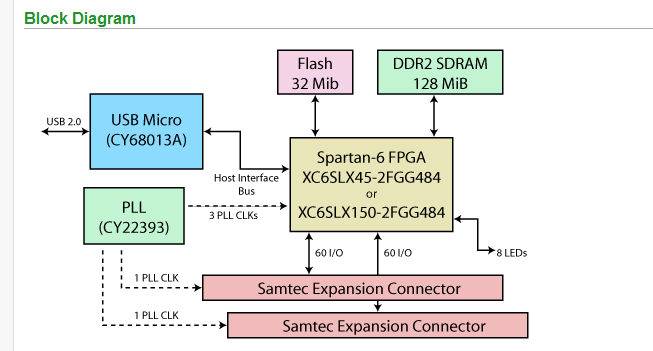 Block Diagram
Flash
32 Mib
DDR2 SDRAM
128 MiB
USB 2.0
USB Micro
(CY68013A)
Host Interface
Bus
Spartan-6 FPGA
XC6SLX45-2FGG484
or
XC6SLX150-2FGG484
PLL
(CY22393)
3 PLL CLKs
60 I/O
60 I/O
8 LEDs
1 PLL CLK
Samtec Expansion Connector
1 PLL CLK
Samtec Expansion Connector